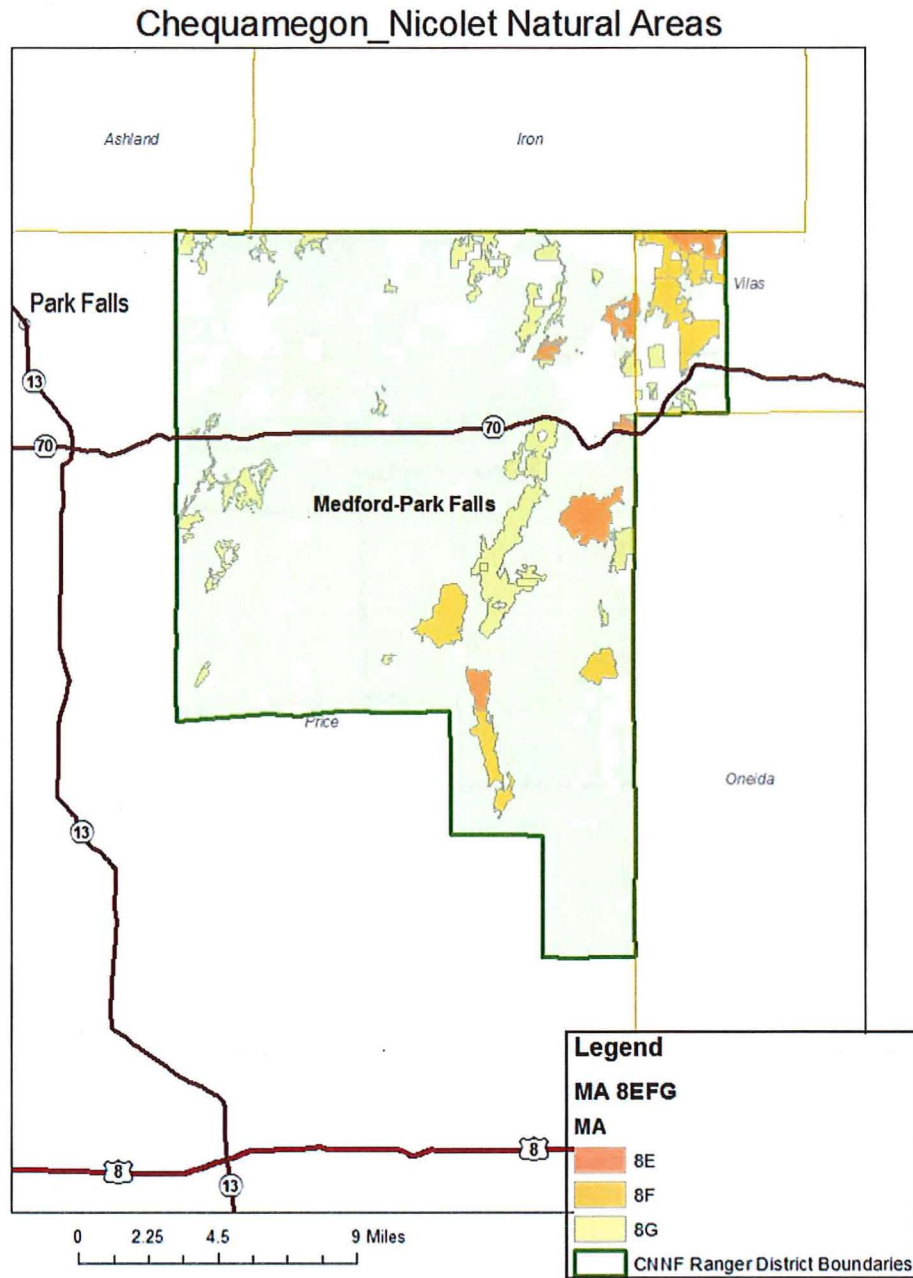 Chequamegon_Nicolet Natural Areas
Ashland
Iron
Vilas
Park Falls
13
70
70
Medford-Park Falls
Price
Oneida
13
8
8
13
Legend
MA 8EFG
MA
8E
8F
8G
CNNF Ranger District Boundaries
0 2.25 4.5 9 Miles